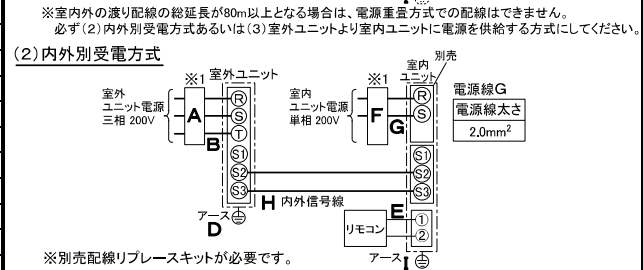 ※室内外の渡り配線の総延長が80m以上となる場合は、電源重畳方式での配線はできません。
必ず(2)内外別受電方式あるいは(3)室外ユニットより室内ユニットに電源を供給する方式にしてください。
(2)内外別受電方式
※1
室外ユニット
室外
ユニット電源
三相 200V
A
B
R
S
T
S1
S2
S3
アース
D
H 内外信号線
※1
室内
ユニット
別売
室内
ユニット電源
単相 200V
F
G
R
S
S1
S2
S3
E
リモコン
①
②
アース
I
電源線G
電源線太さ
2.0mm²
※別売配線リプレースキットが必要です。